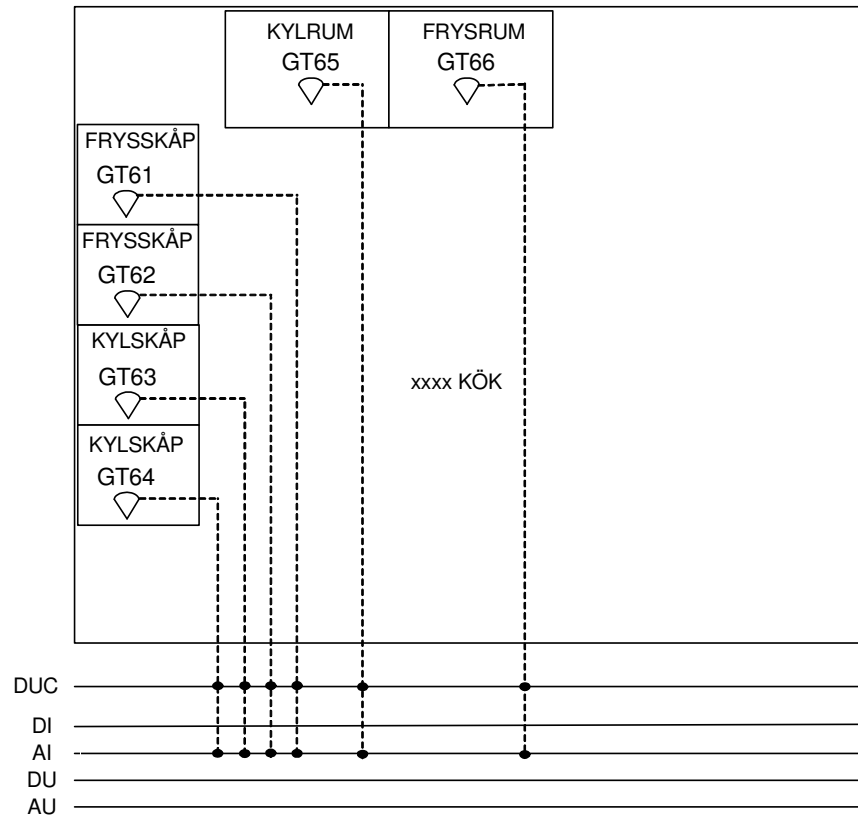 KYLRUM
GT65
FRYSRUM
GT66
FRYSSKÅP
GT61
FRYSSKÅP
GT62
KYLSKÅP
GT63
KYLSKÅP
GT64
xxxx KÖK
DUC
DI
AI
DU
AU